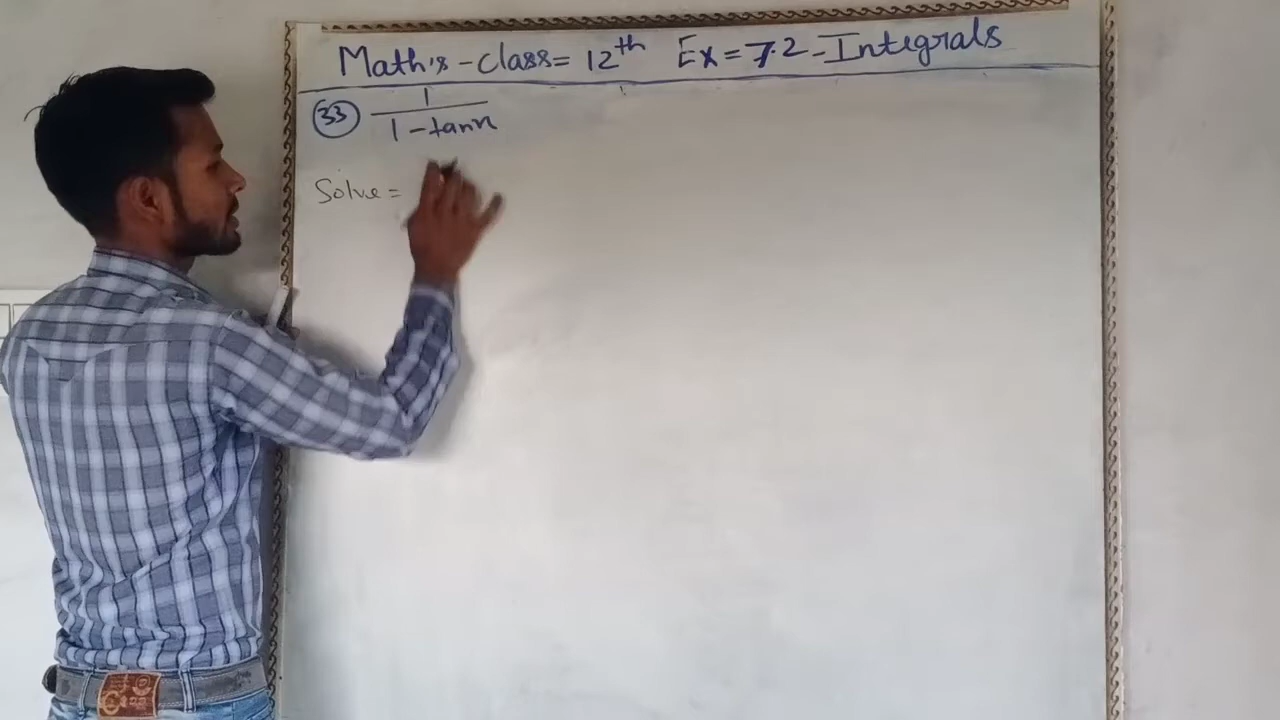 Math's - Class = 12th Ex = 7.2 - Integrals
33 1
1 - tanx
Solve =